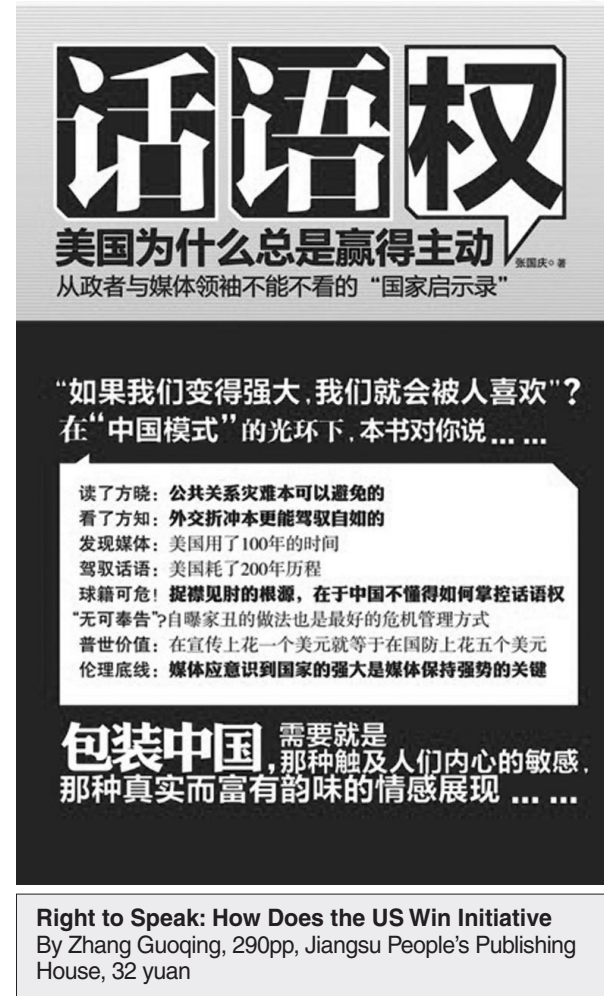 话语权
美国为什么总是赢得主动
张国庆◎著
从政者与媒体领袖不能不看的“国家启示录”
“如果我们变得强大,我们就会被人喜欢”?
在“中国模式”的光环下,本书对你说……
读了方晓:公共关系灾难本可以避免的
看了方知:外交折冲本更能驾驭自如的
发现媒体:美国用了100年的时间
驾驭话语:美国耗了200年历程
球籍可危!捉襟见肘的根源,在于中国不懂得如何掌控话语权
“无可奉告”?自曝家丑的做法也是最好的危机管理方式
普世价值:在宣传上花一个美元就等于在国防上花五个美元
伦理底线:媒体应意识到国家的强大是媒体保持强势的关键
包装中国,需要就是
那种触及人们内心的敏感,
那种真实而富有韵味的情感展现……
Right to Speak: How Does the US Win Initiative
By Zhang Guoqing, 290pp, Jiangsu People’s Publishing
House, 32 yuan